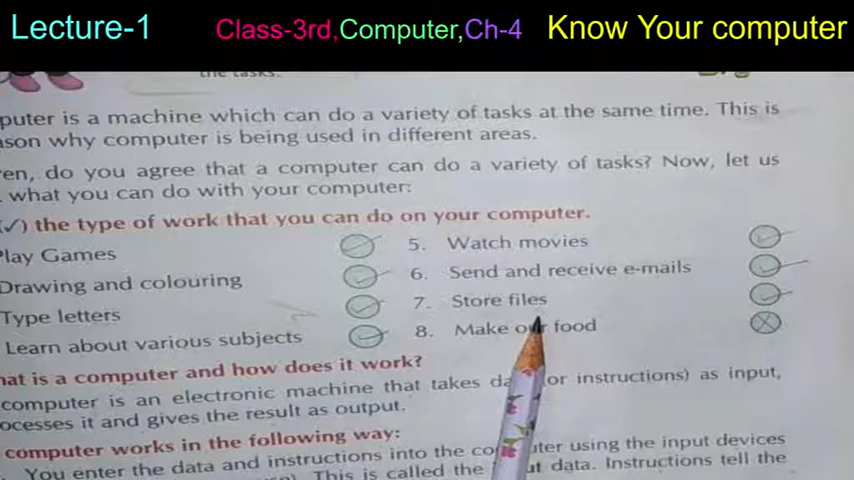 Lecture-1 Class-3rd,Computer,Ch-4 Know Your computer
the tasks.
puter is a machine which can do a variety of tasks at the same time. This is
ason why computer is being used in different areas.
en, do you agree that a computer can do a variety of tasks? Now, let us
what you can do with your computer:
(✓) the type of work that you can do on your computer.
Play Games
5. Watch movies
Drawing and colouring
6. Send and receive e-mails
Type letters
7. Store files
Learn about various subjects
8. Make our food
hat is a computer and how does it work?
computer is an electronic machine that takes da (or instructions) as input,
ocesses it and gives the result as output.
computer works in the following way:
You enter the data and instructions into the co uter using the input devices
This is called the ut data. Instructions tell the